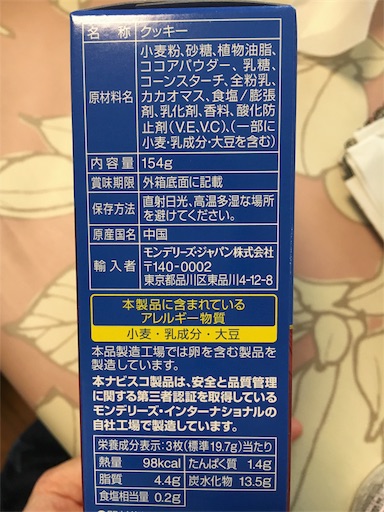 名称 クッキー
原材料名 小麦粉、砂糖、植物油脂、
ココアパウダー、乳糖、
コーンスターチ、全粉乳、
カカオマス、食塩/膨張
剤、乳化剤、香料、酸化防
止剤(V.E、V.C)、(一部に
小麦・乳成分・大豆を含む)
内容量 154g
賞味期限 外箱底面に記載
保存方法 直射日光、高温多湿な場所
を避けてください。
原産国名 中国
輸入者 モンデリーズ・ジャパン株式会社
〒140-0002
東京都品川区東品川4-12-8
本製品に含まれている
アレルギー物質
小麦・乳成分・大豆
本品製造工場では卵を含む製品を
製造しています。
本ナビスコ製品は、安全と品質管理
に関する第三者認証を取得している
モンデリーズ・インターナショナルの
自社工場で製造しています。
栄養成分表示:3枚(標準19.7g)当たり
熱量 98kcal たんぱく質 1.4g
脂質 4.4g 炭水化物 13.5g
食塩相当量 0.2g